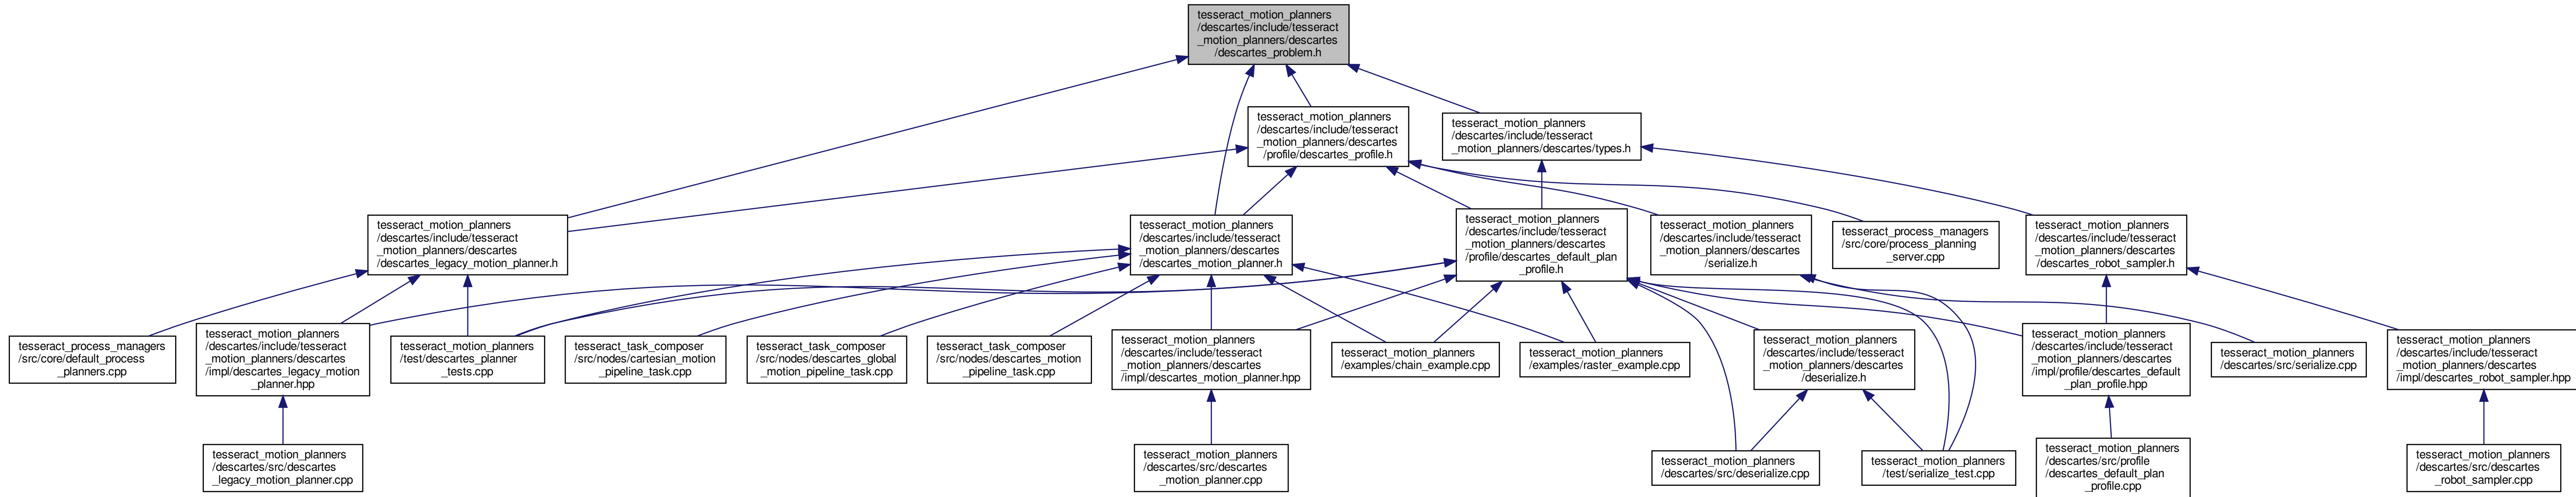 tesseract_motion_planners
/descartes/include/tesseract
_motion_planners/descartes
/descartes_problem.h
tesseract_motion_planners
/descartes/include/tesseract
_motion_planners/descartes
/profile/descartes_profile.h
tesseract_motion_planners
/descartes/include/tesseract
_motion_planners/descartes/types.h
tesseract_motion_planners
/descartes/include/tesseract
_motion_planners/descartes
/descartes_legacy_motion_planner.h
tesseract_motion_planners
/descartes/include/tesseract
_motion_planners/descartes
/descartes_motion_planner.h
tesseract_motion_planners
/descartes/include/tesseract
_motion_planners/descartes
/profile/descartes_default_plan
_profile.h
tesseract_motion_planners
/descartes/include/tesseract
_motion_planners/descartes
/serialize.h
tesseract_process_managers
/src/core/process_planning
_server.cpp
tesseract_motion_planners
/descartes/include/tesseract
_motion_planners/descartes
/descartes_robot_sampler.h
tesseract_process_managers
/src/core/default_process
_planners.cpp
tesseract_motion_planners
/descartes/include/tesseract
_motion_planners/descartes
/impl/descartes_legacy_motion
_planner.hpp
tesseract_motion_planners
/test/descartes_planner
_tests.cpp
tesseract_task_composer
/src/nodes/cartesian_motion
_pipeline_task.cpp
tesseract_task_composer
/src/nodes/descartes_global
_motion_pipeline_task.cpp
tesseract_task_composer
/src/nodes/descartes_motion
_pipeline_task.cpp
tesseract_motion_planners
/descartes/include/tesseract
_motion_planners/descartes
/impl/descartes_motion_planner.hpp
tesseract_motion_planners
/examples/chain_example.cpp
tesseract_motion_planners
/examples/raster_example.cpp
tesseract_motion_planners
/descartes/include/tesseract
_motion_planners/descartes
/deserialize.h
tesseract_motion_planners
/descartes/include/tesseract
_motion_planners/descartes
/impl/profile/descartes_default
_plan_profile.hpp
tesseract_motion_planners
/descartes/src/serialize.cpp
tesseract_motion_planners
/descartes/include/tesseract
_motion_planners/descartes
/impl/descartes_robot_sampler.hpp
tesseract_motion_planners
/descartes/src/descartes
_legacy_motion_planner.cpp
tesseract_motion_planners
/descartes/src/descartes
_motion_planner.cpp
tesseract_motion_planners
/descartes/src/deserialize.cpp
tesseract_motion_planners
/test/serialize_test.cpp
tesseract_motion_planners
/descartes/src/profile
/descartes_default_plan
_profile.cpp
tesseract_motion_planners
/descartes/src/descartes
_robot_sampler.cpp